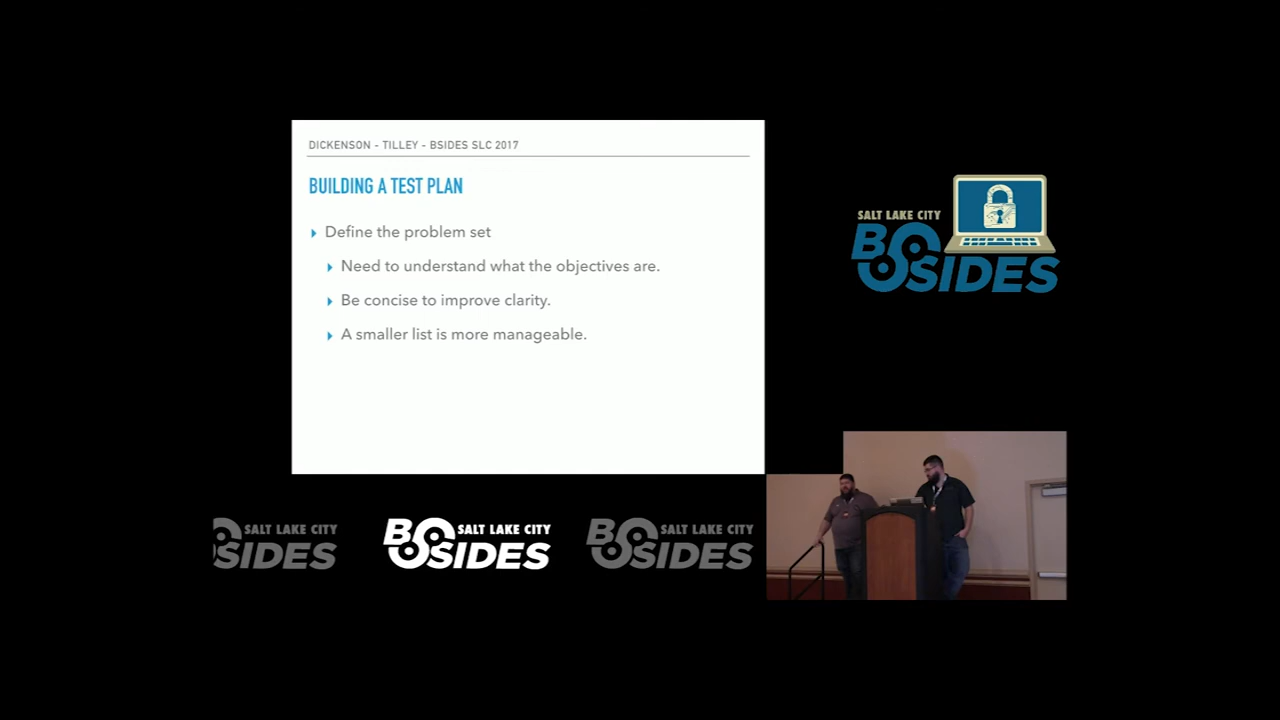 DICKENSON - TILLEY - BSIDES SLC 2017
BUILDING A TEST PLAN
Define the problem set
Need to understand what the objectives are.
Be concise to improve clarity.
A smaller list is more manageable.
SALT LAKE CITY
BSIDES
SALT LAKE CITY
SIDES
SALT LAKE CITY
BSIDES
SALT LAKE CITY
BSIDES